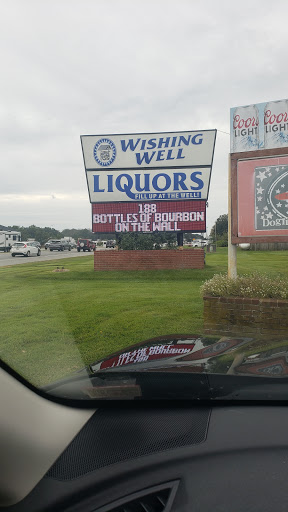 WISHING
WELL
LIQUORS
FILL UP AT THE WELL!
188
BOTTLES OF BOURBON
ON THE WALL
Coors
LIGHT
Coors
LIGHT